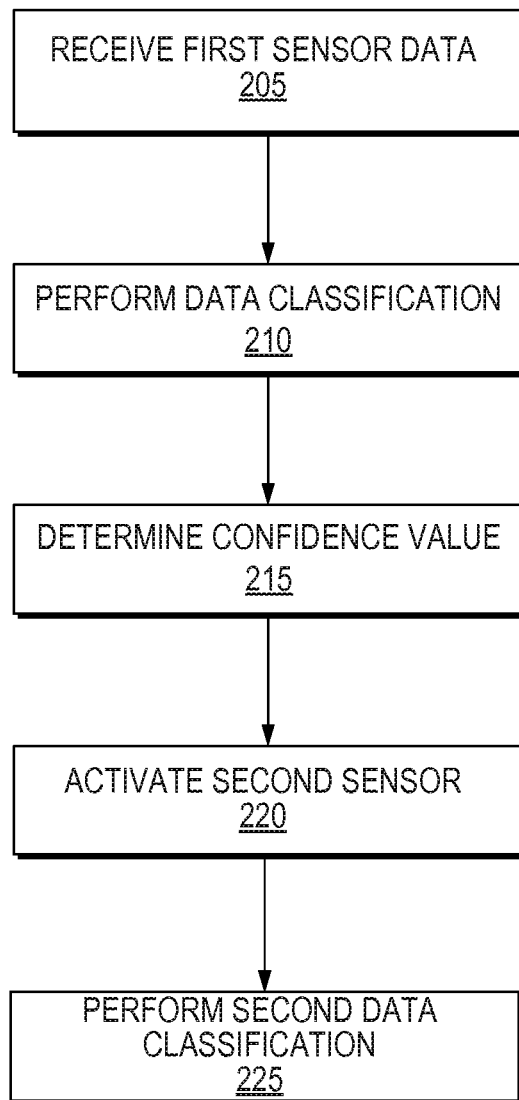 RECEIVE FIRST SENSOR DATA
205
PERFORM DATA CLASSIFICATION
210
DETERMINE CONFIDENCE VALUE
215
ACTIVATE SECOND SENSOR
220
PERFORM SECOND DATA
CLASSIFICATION
225